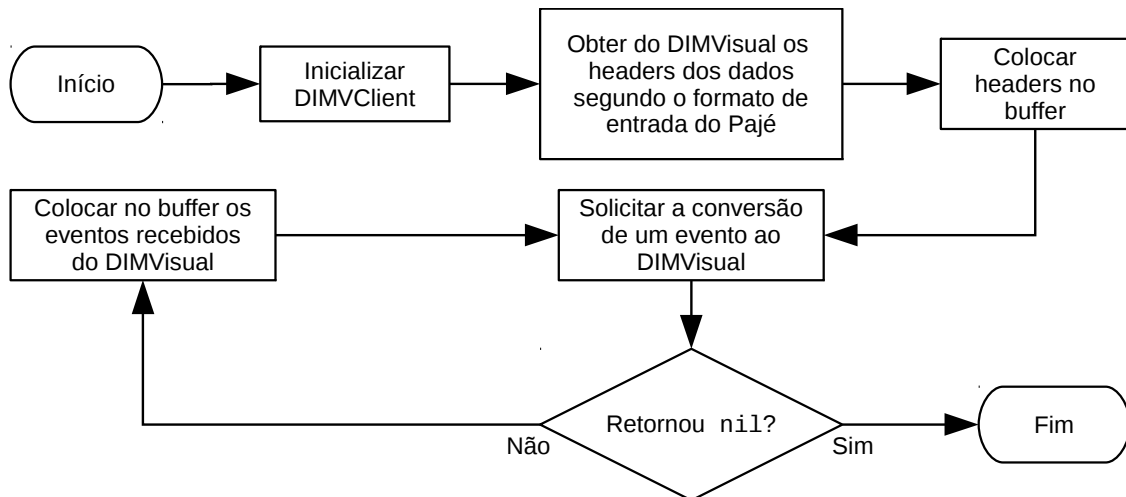 Início
Inicializar
DIMVClient
Obter do DIMVisual os
headers dos dados
segundo o formato de
entrada do Pajé
Colocar
headers no
buffer
Colocar no buffer os
eventos recebidos
do DIMVisual
Solicitar a conversão
de um evento ao
DIMVisual
Retornou nil?
Não
Sim
Fim